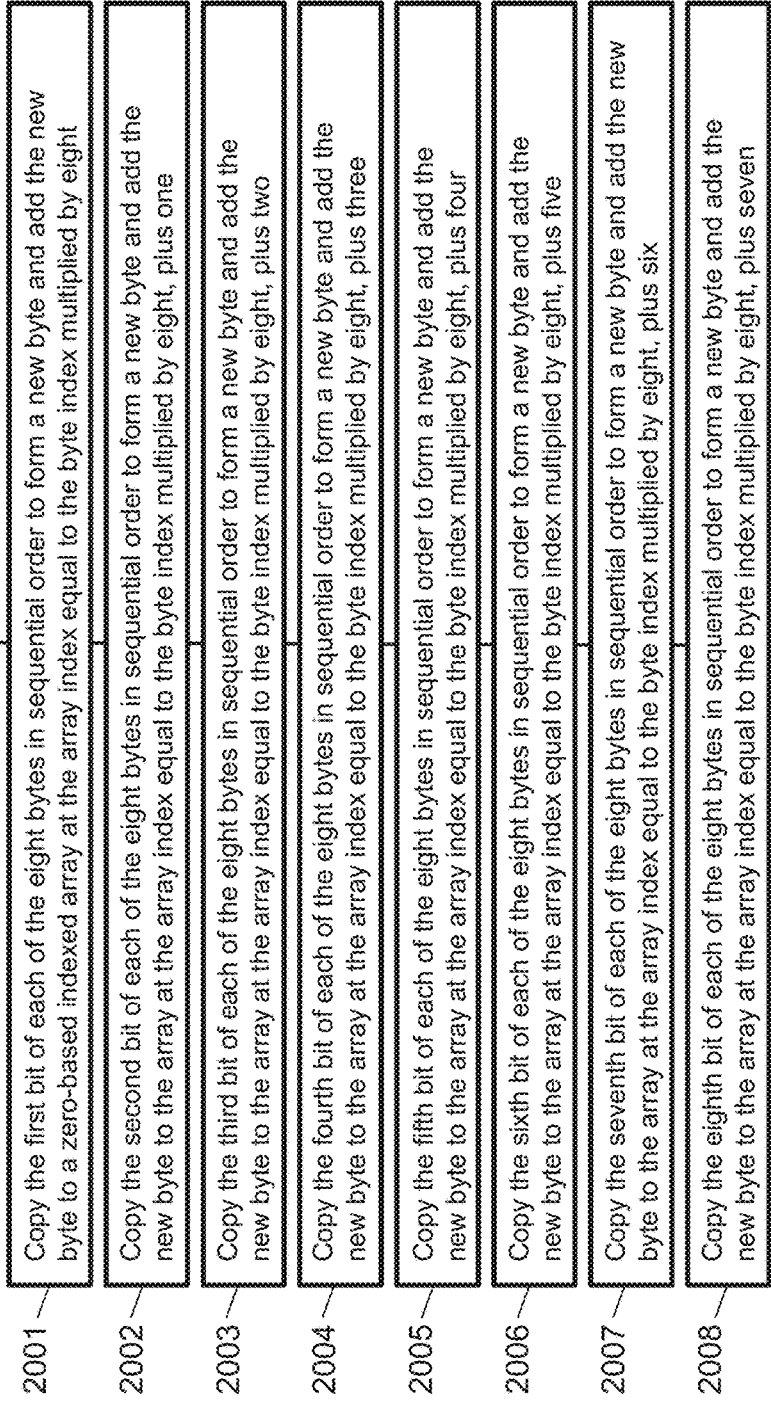 2001
Copy the first bit of each of the eight bytes in sequential order to form a new byte and add the new
byte to a zero-based indexed array at the array index equal to the byte index multiplied by eight
2002
Copy the second bit of each of the eight bytes in sequential order to form a new byte and add the
new byte to the array at the array index equal to the byte index multiplied by eight, plus one
2003
Copy the third bit of each of the eight bytes in sequential order to form a new byte and add the
new byte to the array at the array index equal to the byte index multiplied by eight, plus two
2004
Copy the fourth bit of each of the eight bytes in sequential order to form a new byte and add the
new byte to the array at the array index equal to the byte index multiplied by eight, plus three
2005
Copy the fifth bit of each of the eight bytes in sequential order to form a new byte and add the
new byte to the array at the array index equal to the byte index multiplied by eight, plus four
2006
Copy the sixth bit of each of the eight bytes in sequential order to form a new byte and add the
new byte to the array at the array index equal to the byte index multiplied by eight, plus five
2007
Copy the seventh bit of each of the eight bytes in sequential order to form a new byte and add the new
byte to the array at the array index equal to the byte index multiplied by eight, plus six
2008
Copy the eighth bit of each of the eight bytes in sequential order to form a new byte and add the
new byte to the array at the array index equal to the byte index multiplied by eight, plus seven